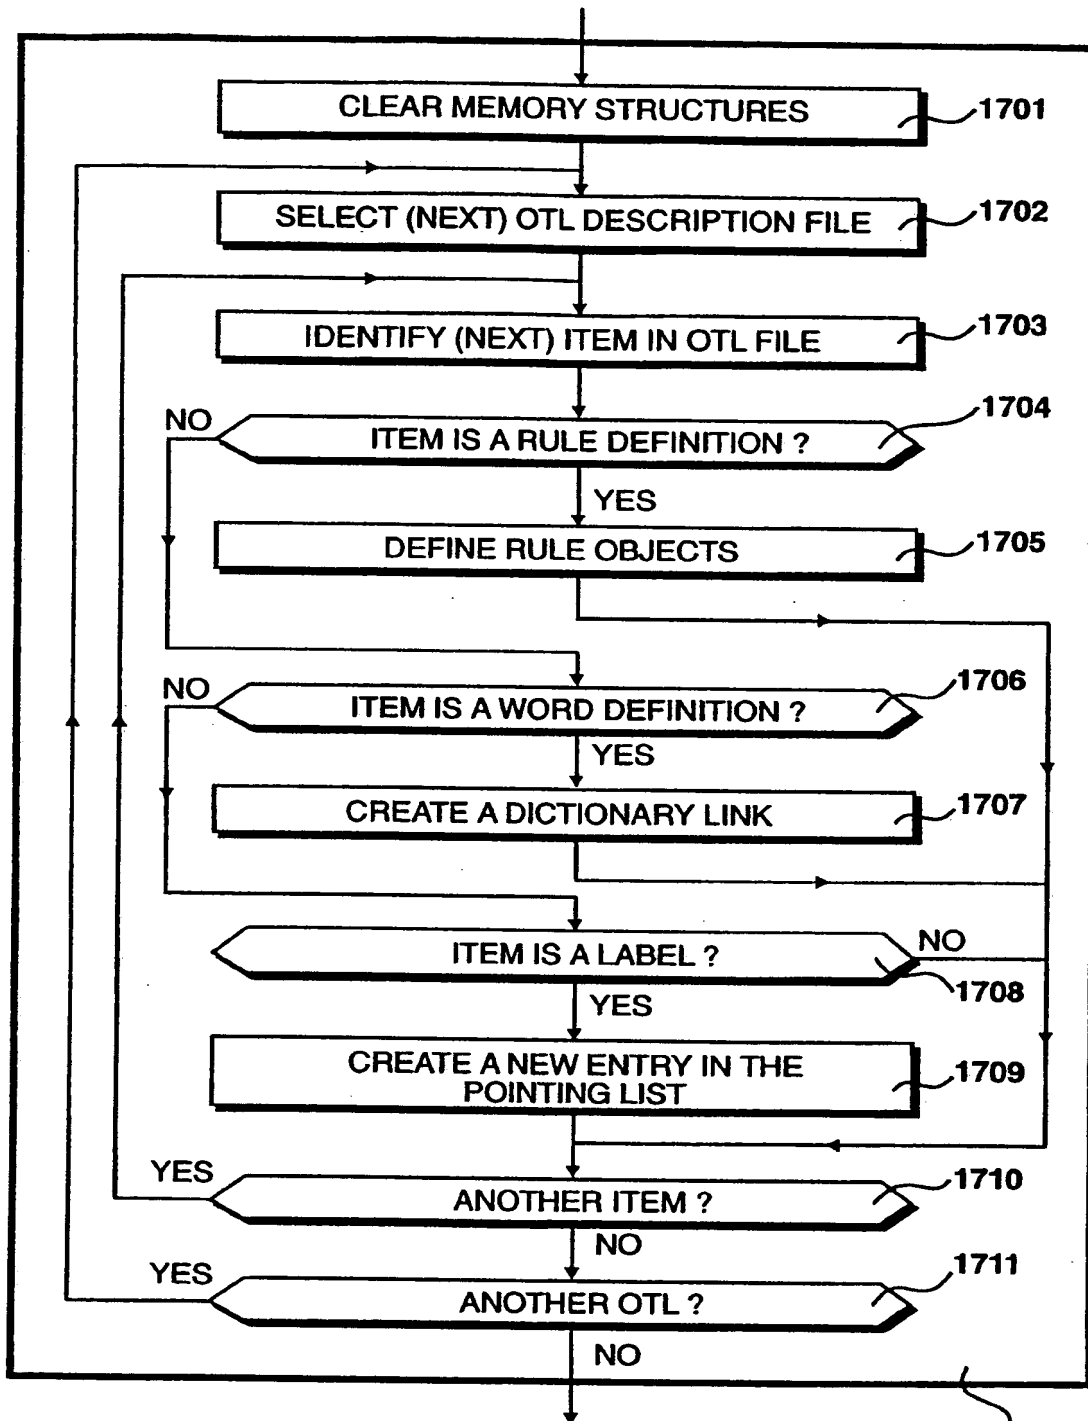 CLEAR MEMORY STRUCTURES
1701
SELECT (NEXT) OTL DESCRIPTION FILE
1702
IDENTIFY (NEXT) ITEM IN OTL FILE
1703
NO
ITEM IS A RULE DEFINITION ?
1704
YES
DEFINE RULE OBJECTS
1705
NO
ITEM IS A WORD DEFINITION ?
1706
YES
CREATE A DICTIONARY LINK
1707
ITEM IS A LABEL ?
NO
1708
YES
CREATE A NEW ENTRY IN THE
POINTING LIST
1709
YES
ANOTHER ITEM ?
1710
NO
YES
ANOTHER OTL ?
1711
NO